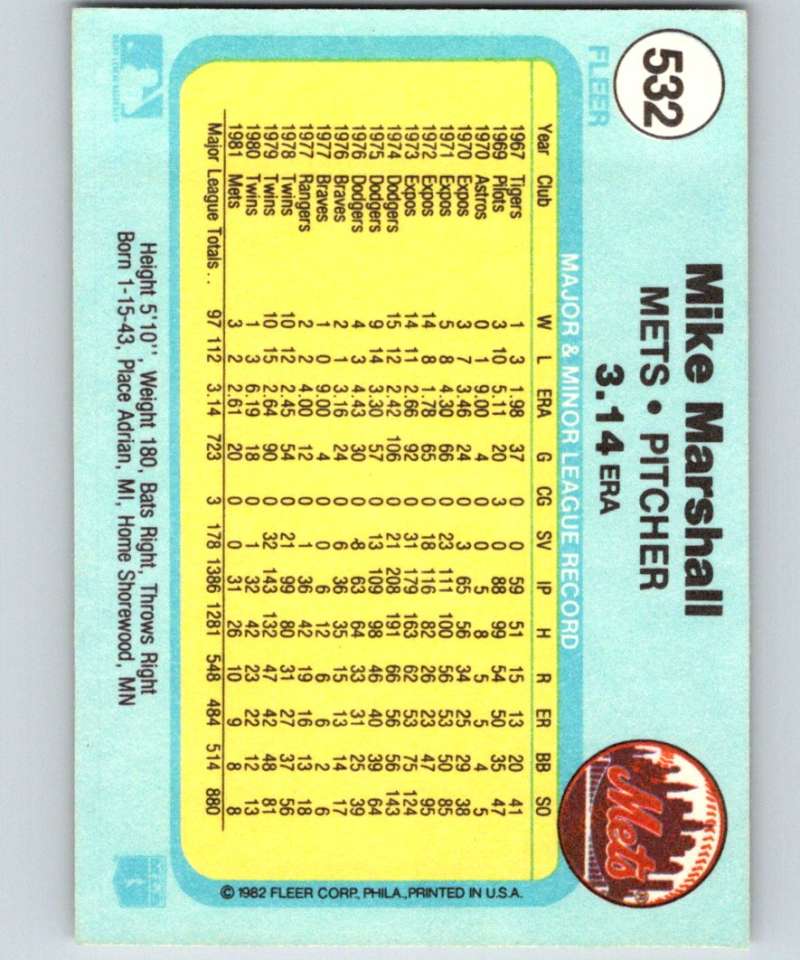 532
FLEER
Mike Marshall
METS • PITCHER
3.14 ERA
Mets
®
MAJOR & MINOR LEAGUE RECORD
Year Club W L ERA G CG SV IP H R ER BB SO
1967 Tigers 1 3 1.98 37 0 0 59 51 15 13 20 41
1969 Pilots 3 10 5.11 20 3 0 88 99 54 50 35 47
1970 Astros 0 1 9.00 4 0 0 5 8 5 5 4 5
1970 Expos 3 7 3.46 24 0 3 65 56 34 25 29 38
1971 Expos 5 8 4.30 66 0 23 111 100 56 53 50 85
1972 Expos 14 8 1.78 65 0 18 116 82 26 23 47 95
1973 Expos 14 11 2.66 92 0 31 179 163 62 53 75 124
1974 Dodgers 15 12 2.42 106 0 21 208 191 66 56 56 143
1975 Dodgers 9 14 3.30 57 0 13 109 98 46 40 39 64
1976 Dodgers 4 3 4.43 30 0 8 63 64 33 31 25 39
1976 Braves 2 1 3.16 24 0 6 36 35 15 13 14 17
1977 Braves 1 0 9.00 4 0 0 6 12 6 6 2 6
1977 Rangers 2 2 4.00 12 0 1 36 42 19 16 13 18
1978 Twins 10 12 2.45 54 0 21 99 80 31 27 37 56
1979 Twins 10 15 2.64 90 0 32 143 132 47 42 48 81
1980 Twins 1 3 6.19 18 0 1 32 42 23 22 12 13
1981 Mets 3 2 2.61 20 0 0 31 26 10 9 8 8
Major League Totals . . 97 112 3.14 723 3 178 1386 1281 548 484 514 880
Height 5'10", Weight 180, Bats Right, Throws Right
Born 1-15-43, Place Adrian, MI, Home Shorewood, MN
© 1982 FLEER CORP., PHILA., PRINTED IN U.S.A.